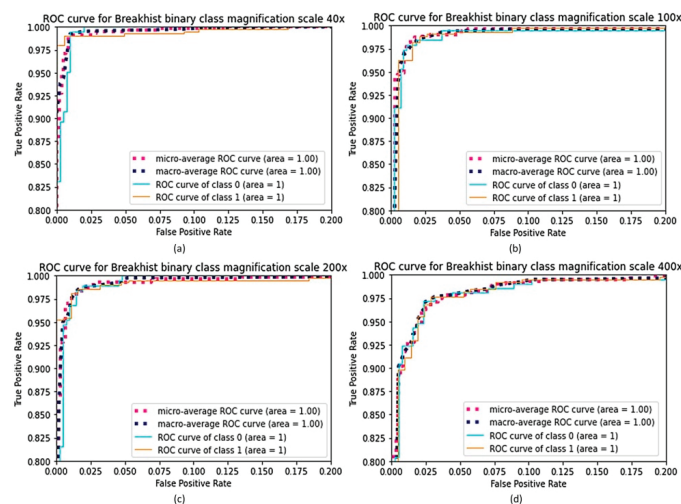 ROC curve for Breakhist binary class magnification scale 40x
1.000
0.975
0.950
0.925
0.900
0.875
0.850
0.825
0.800
True Positive Rate
micro-average ROC curve (area = 1.00)
macro-average ROC curve (area = 1.00)
ROC curve of class 0 (area = 1)
ROC curve of class 1 (area = 1)
0.000 0.025 0.050 0.075 0.100 0.125 0.150 0.175 0.200
False Positive Rate
(a)
ROC curve for Breakhist binary class magnification scale 100x
1.000
0.975
0.950
0.925
0.900
0.875
0.850
0.825
0.800
True Positive Rate
micro-average ROC curve (area = 1.00)
macro-average ROC curve (area = 1.00)
ROC curve of class 0 (area = 1)
ROC curve of class 1 (area = 1)
0.000 0.025 0.050 0.075 0.100 0.125 0.150 0.175 0.200
False Positive Rate
(b)
ROC curve for Breakhist binary class magnification scale 200x
1.000
0.975
0.950
0.925
0.900
0.875
0.850
0.825
0.800
True Positive Rate
micro-average ROC curve (area = 1.00)
macro-average ROC curve (area = 1.00)
ROC curve of class 0 (area = 1)
ROC curve of class 1 (area = 1)
0.000 0.025 0.050 0.075 0.100 0.125 0.150 0.175 0.200
False Positive Rate
(c)
ROC curve for Breakhist binary class magnification scale 400x
1.000
0.975
0.950
0.925
0.900
0.875
0.850
0.825
0.800
True Positive Rate
micro-average ROC curve (area = 1.00)
macro-average ROC curve (area = 1.00)
ROC curve of class 0 (area = 1)
ROC curve of class 1 (area = 1)
0.000 0.025 0.050 0.075 0.100 0.125 0.150 0.175 0.200
False Positive Rate
(d)